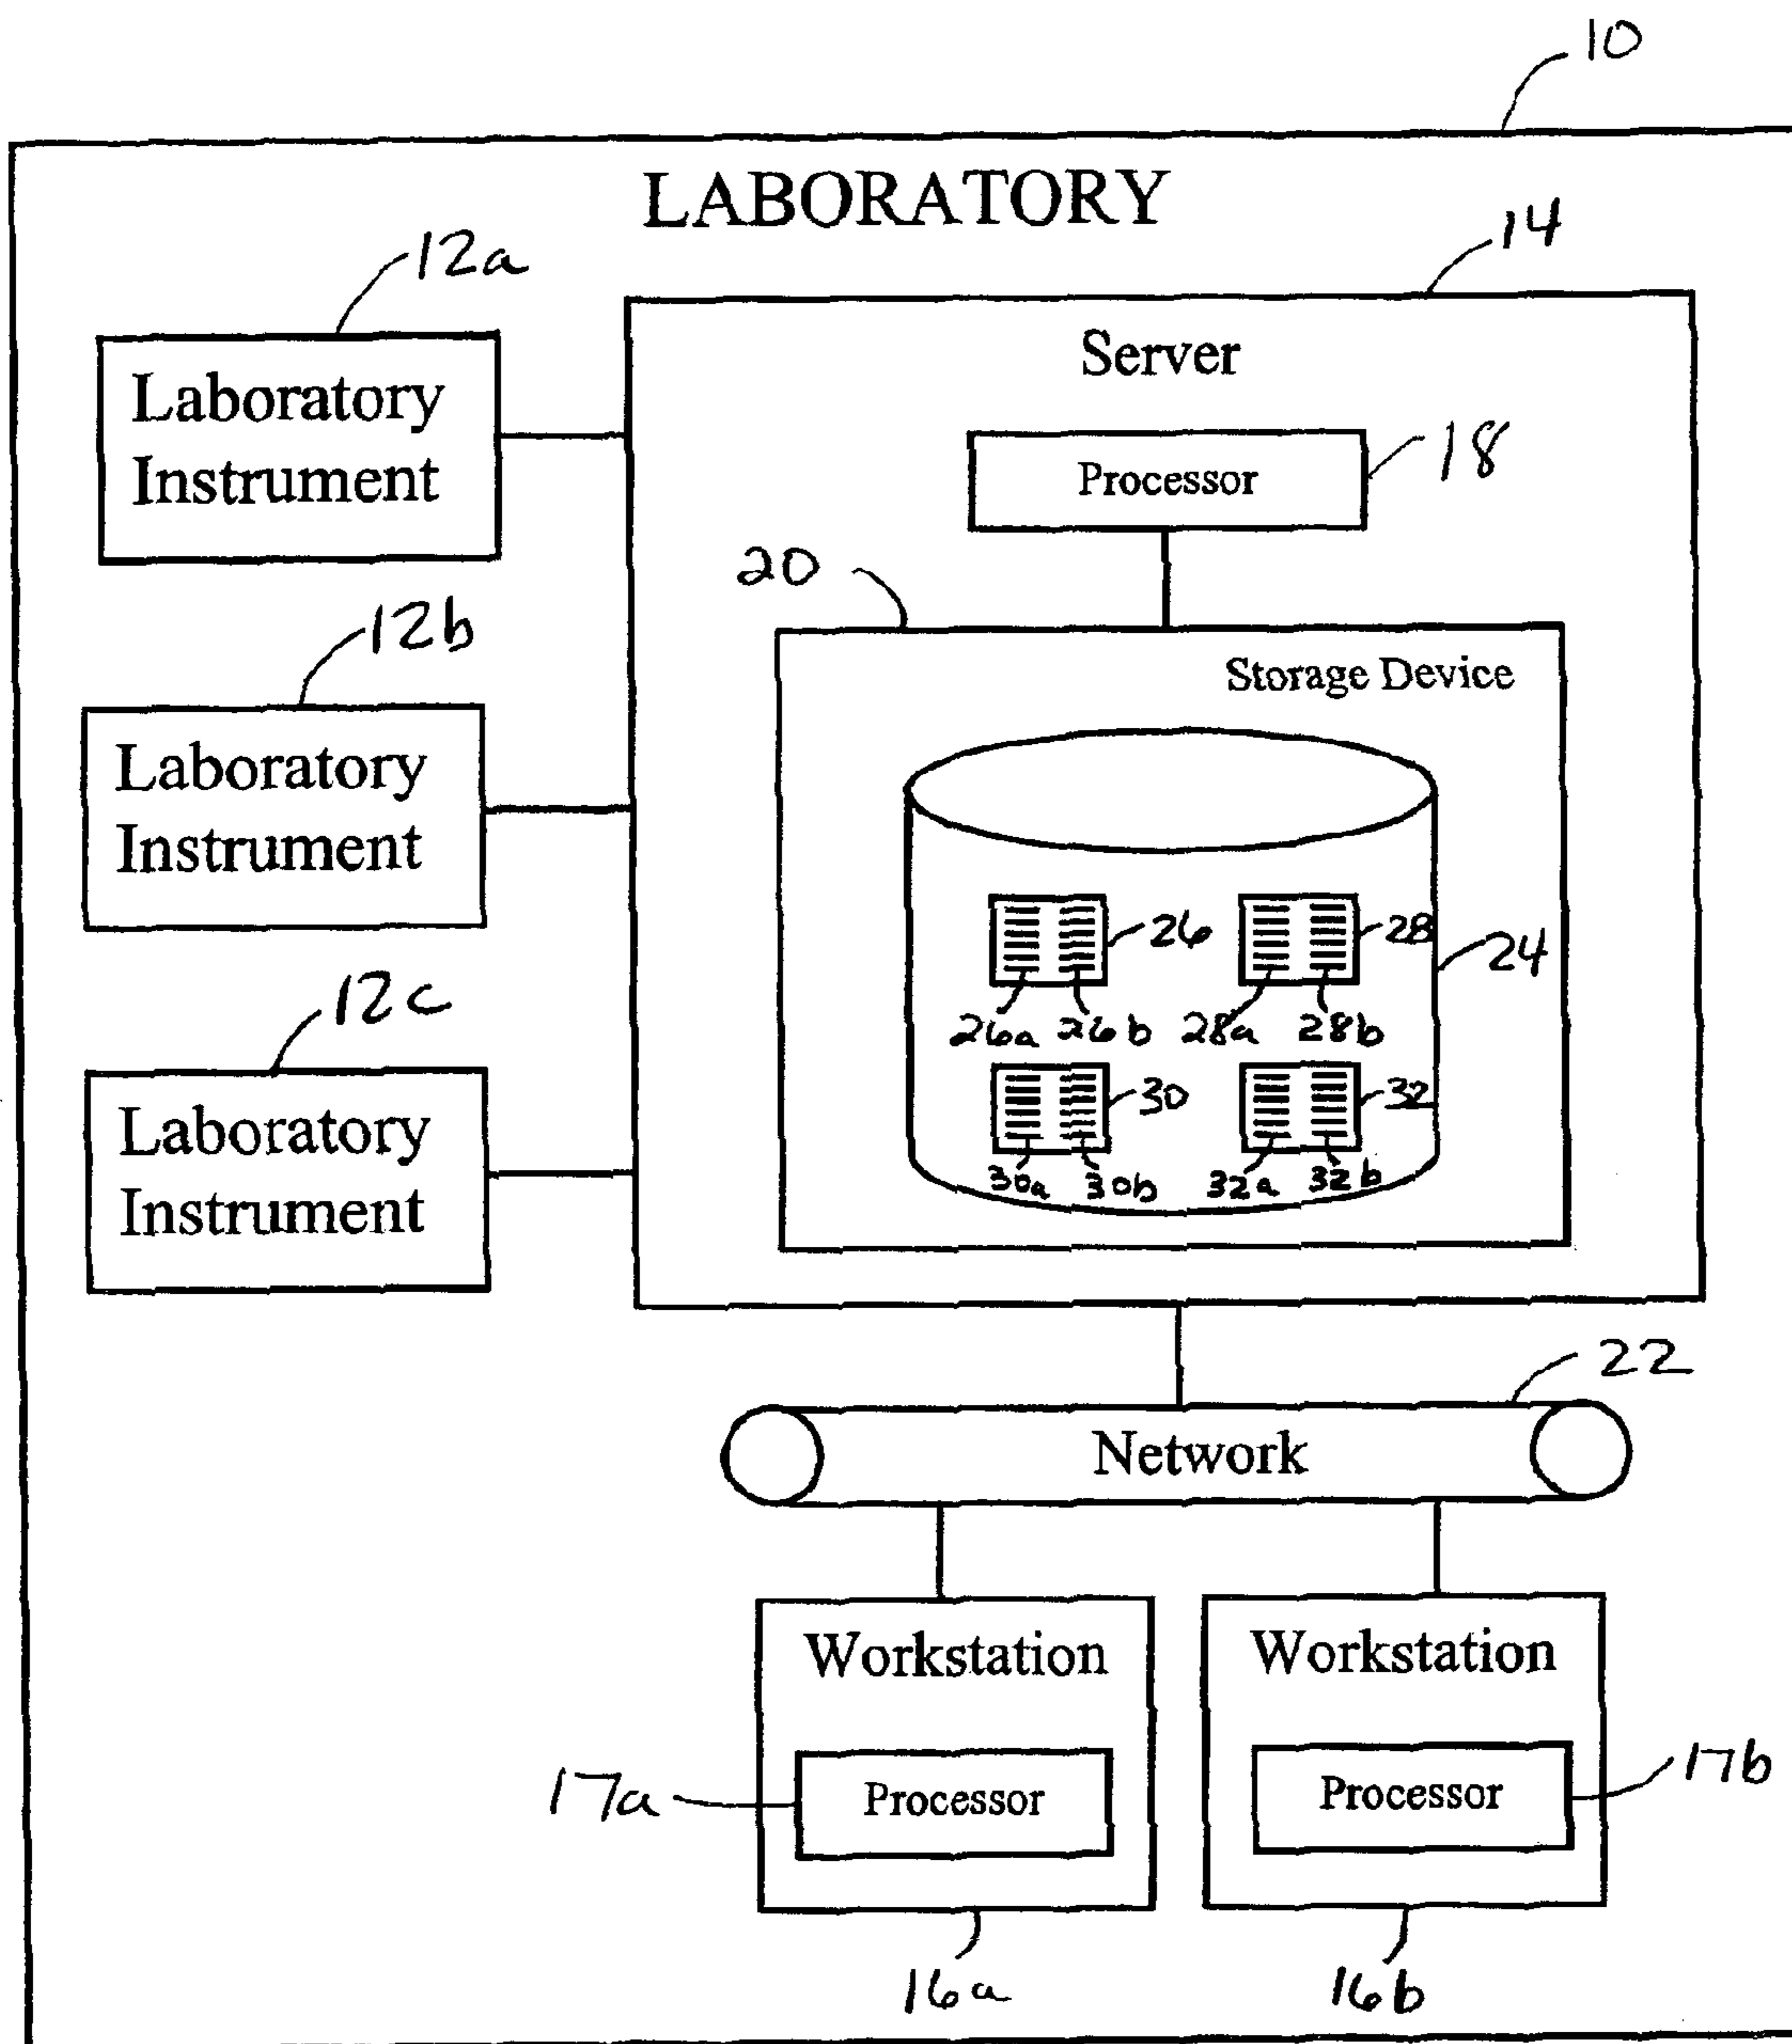 10
LABORATORY
14
12a
Laboratory
Instrument
Server
Processor
18
20
12b
Laboratory
Instrument
Storage Device
26
28
24
26a 26b 28a 28b
12c
Laboratory
Instrument
30
32
30a 30b 32a 32b
22
Network
Workstation
Workstation
17a
Processor
Processor
17b
16a
16b